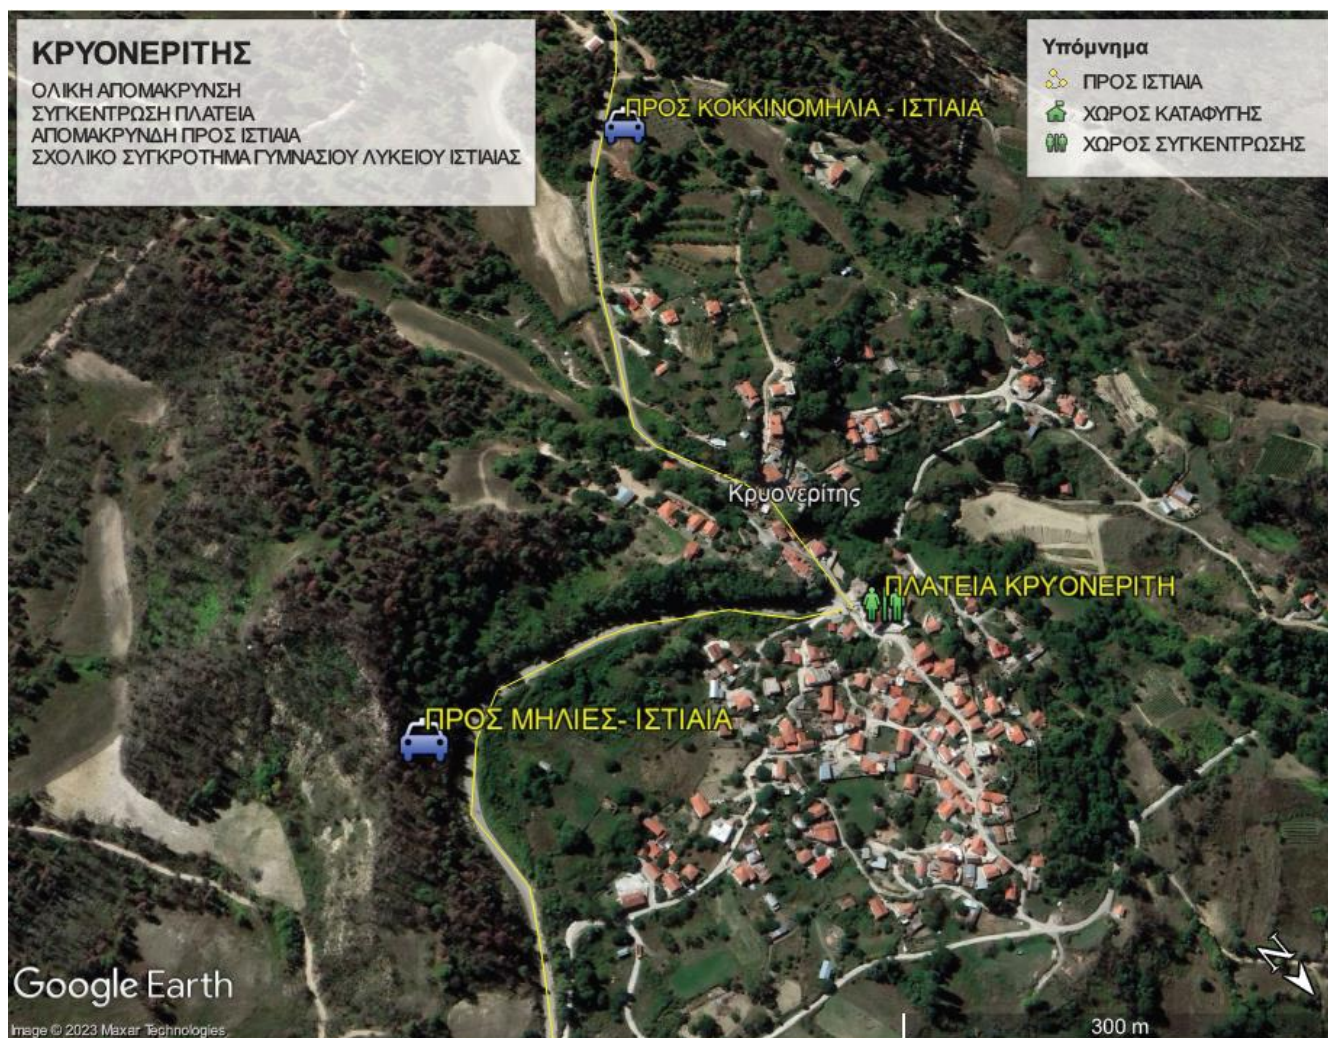 ΚΡΥΟΝΕΡΙΤΗΣ
ΟΛΙΚΗ ΑΠΟΜΑΚΡΥΝΣΗ
ΣΥΓΚΕΝΤΡΩΣΗ ΠΛΑΤΕΙΑ
ΑΠΟΜΑΚΡΥΝΔΗ ΠΡΟΣ ΙΣΤΙΑΙΑ
ΣΧΟΛΙΚΟ ΣΥΓΚΡΟΤΗΜΑ ΓΥΜΝΑΣΙΟΥ ΛΥΚΕΙΟΥ ΙΣΤΙΑΙΑΣ
Υπόμνημα
ΠΡΟΣ ΙΣΤΙΑΙΑ
ΧΩΡΟΣ ΚΑΤΑΦΥΓΗΣ
ΧΩΡΟΣ ΣΥΓΚΕΝΤΡΩΣΗΣ
ΠΡΟΣ ΚΟΚΚΙΝΟΜΗΛΙΑ - ΙΣΤΙΑΙΑ
Κρυονερίτης
ΠΛΑΤΕΙΑ ΚΡΥΟΝΕΡΙΤΗ
ΠΡΟΣ ΜΗΛΙΕΣ- ΙΣΤΙΑΙΑ
N
Google Earth
Image © 2023 Maxar Technologies
300 m